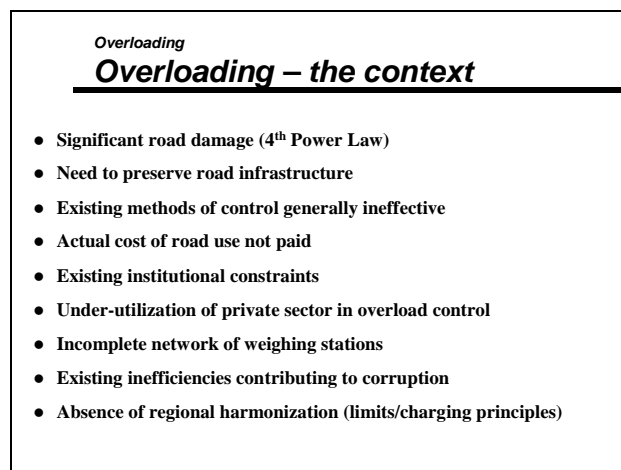 Overloading
Overloading – the context
● Significant road damage (4th Power Law)
● Need to preserve road infrastructure
● Existing methods of control generally ineffective
● Actual cost of road use not paid
● Existing institutional constraints
● Under-utilization of private sector in overload control
● Incomplete network of weighing stations
● Existing inefficiencies contributing to corruption
● Absence of regional harmonization (limits/charging principles)